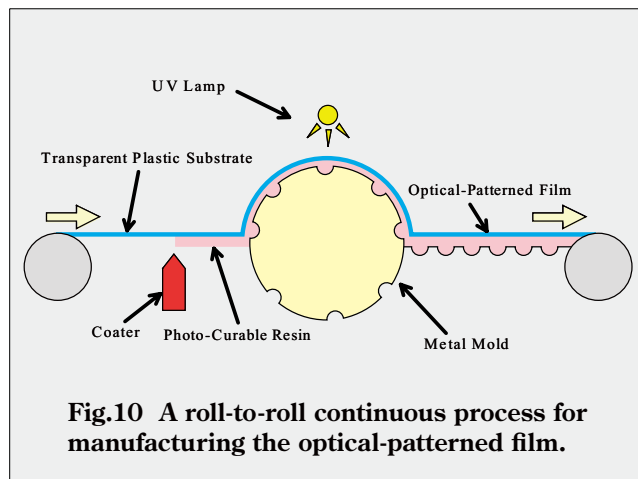 UV Lamp
Transparent Plastic Substrate
Optical-Patterned Film
Coater
Photo-Curable Resin
Metal Mold
Fig.10 A roll-to-roll continuous process for
manufacturing the optical-patterned film.